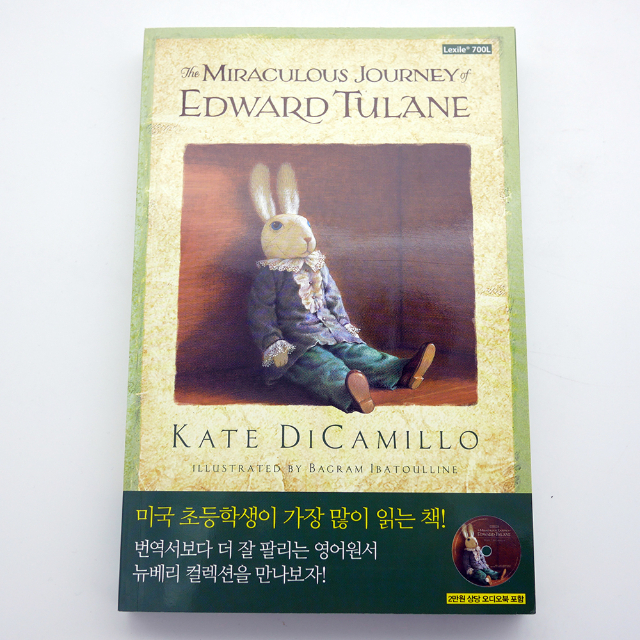 Lexile® 700L
The MIRACULOUS JOURNEY of
EDWARD TULANE
KATE DICAMILLO
ILLUSTRATED BY BAGRAM IBATOULLINE
미국 초등학생이 가장 많이 읽는 책!
번역서보다 더 잘 팔리는 영어원서
뉴베리 컬렉션을 만나보자!
EDWARD TULANE
2만원 상당 오디오북 포함